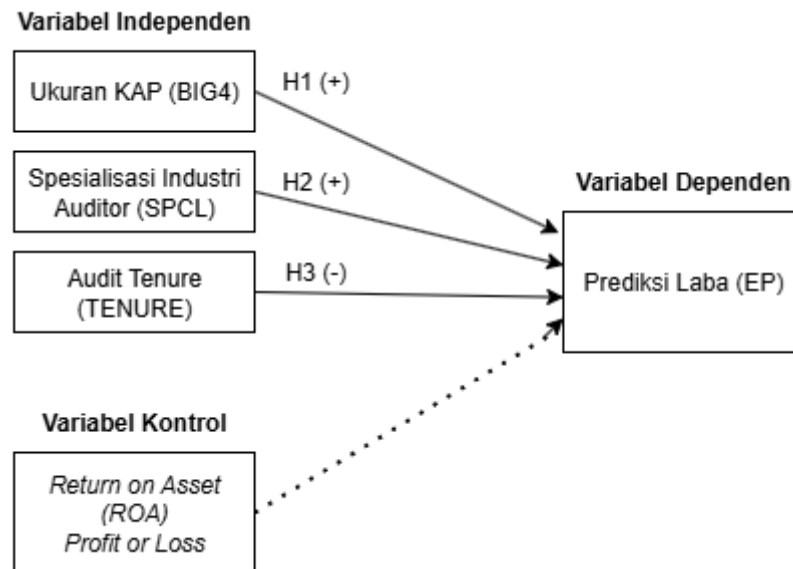 Variabel Independen
Ukuran KAP (BIG4)
H1 (+)
Spesialisasi Industri
Auditor (SPCL)
H2 (+)
Variabel Dependen
Audit Tenure
(TENURE)
H3 (-)
Prediksi Laba (EP)
Variabel Kontrol
Return on Asset
(ROA)
Profit or Loss